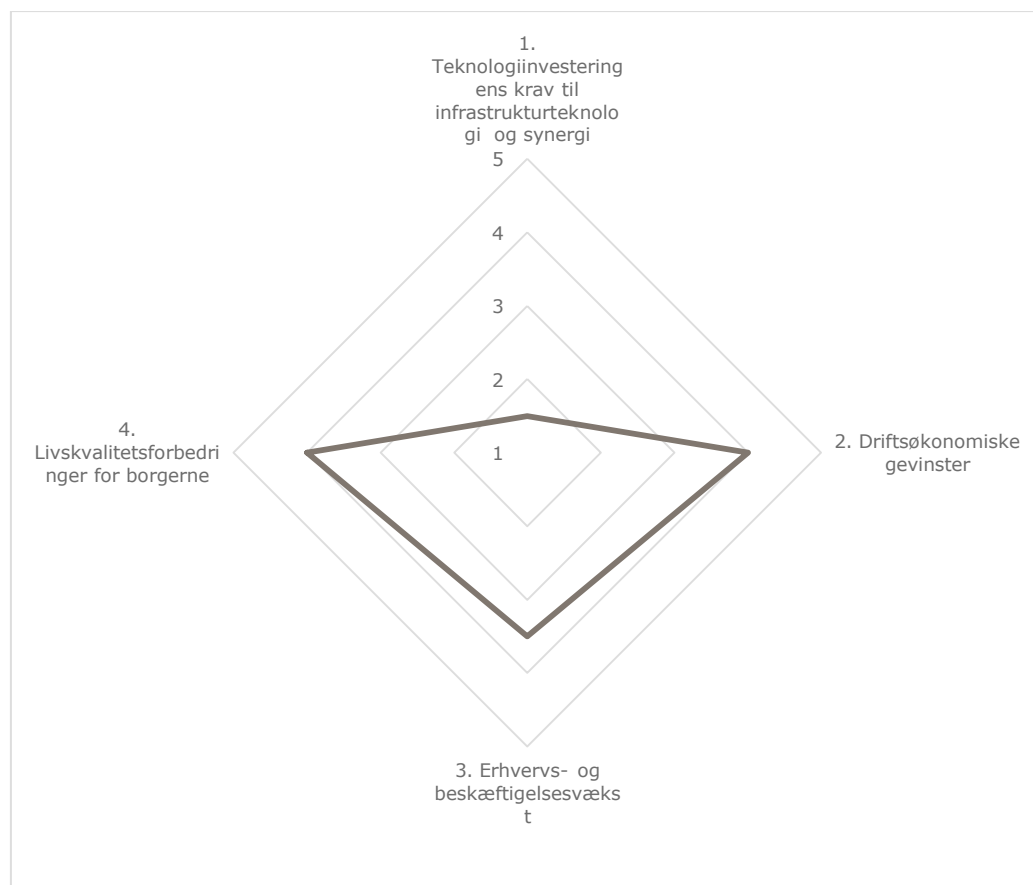 1.
Teknologiinvestering
ens krav til
infrastrukturteknolo
gi og synergi
5
4
3
2
1
2. Driftsøkonomiske
gevinster
3. Erhvervs- og
beskæftigelsesvæks
t
4.
Livskvalitetsforbedri
nger for borgerne